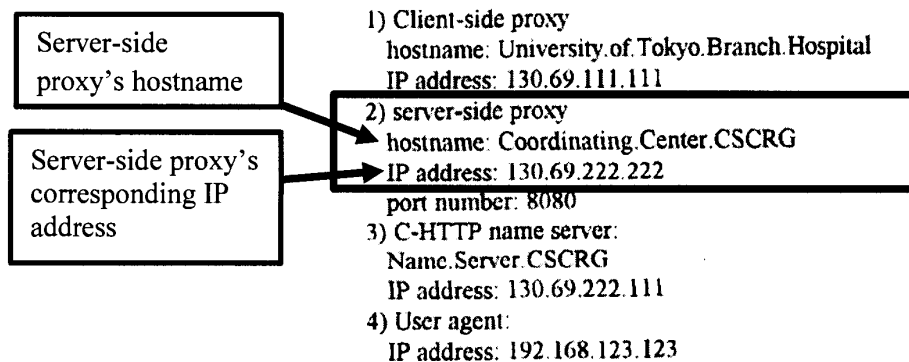 Server-side
proxy's hostname
Server-side proxy's
corresponding IP
address
1) Client-side proxy
hostname: University.of.Tokyo.Branch.Hospital
IP address: 130.69.111.111
2) server-side proxy
hostname: Coordinating.Center.CSCRG
IP address: 130.69.222.222
port number: 8080
3) C-HTTP name server:
Name.Server.CSCRG
IP address: 130.69.222.111
4) User agent:
IP address: 192.168.123.123